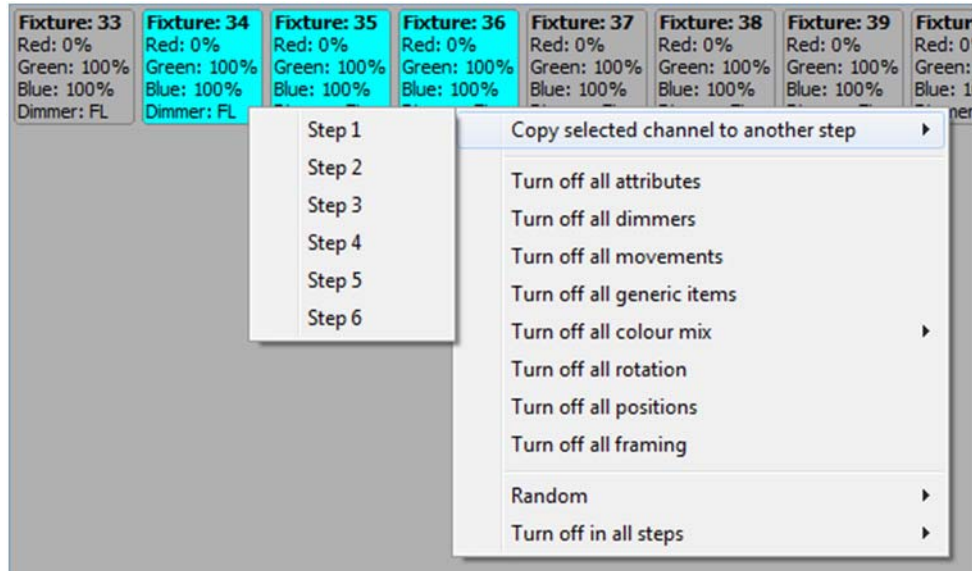 Fixture: 33
Red: 0%
Green: 100%
Blue: 100%
Dimmer: FL
Fixture: 34
Red: 0%
Green: 100%
Blue: 100%
Dimmer: FL
Fixture: 35
Red: 0%
Green: 100%
Blue: 100%
Fixture: 36
Red: 0%
Green: 100%
Blue: 100%
Fixture: 37
Red: 0%
Green: 100%
Blue: 100%
Fixture: 38
Red: 0%
Green: 100%
Blue: 100%
Fixture: 39
Red: 0%
Green: 100%
Blue: 100%
Red: 0
Green:
Blue: 1
Step 1
Step 2
Step 3
Step 4
Step 5
Step 6
Copy selected channel to another step
Turn off all attributes
Turn off all dimmers
Turn off all movements
Turn off all generic items
Turn off all colour mix
Turn off all rotation
Turn off all positions
Turn off all framing
Random
Turn off in all steps